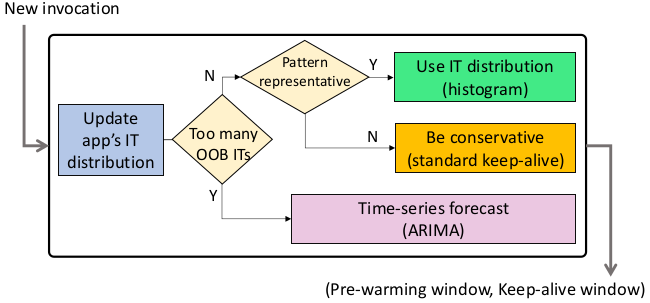 New invocation
Update
app's IT
distribution
Too many
OOB ITs
N
Y
Pattern
representative
Y
N
Use IT distribution
(histogram)
Be conservative
(standard keep-alive)
Time-series forecast
(ARIMA)
(Pre-warming window, Keep-alive window)